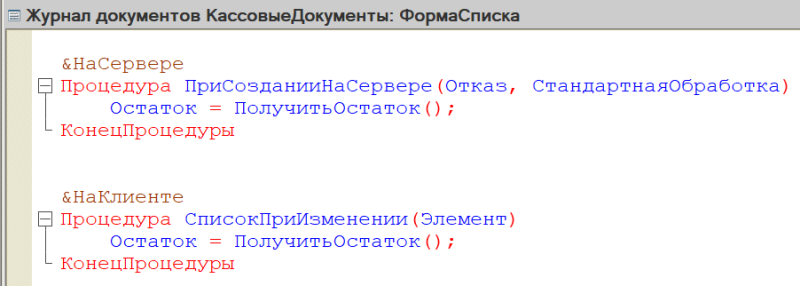 Журнал документов КассовыеДокументы: ФормаСписка
&НаСервере
Процедура ПриСозданииНаСервере(Отказ, СтандартнаяОбработка)
Остаток = ПолучитьОстаток();
КонецПроцедуры
&НаКлиенте
Процедура СписокПриИзменении(Элемент)
Остаток = ПолучитьОстаток();
КонецПроцедуры